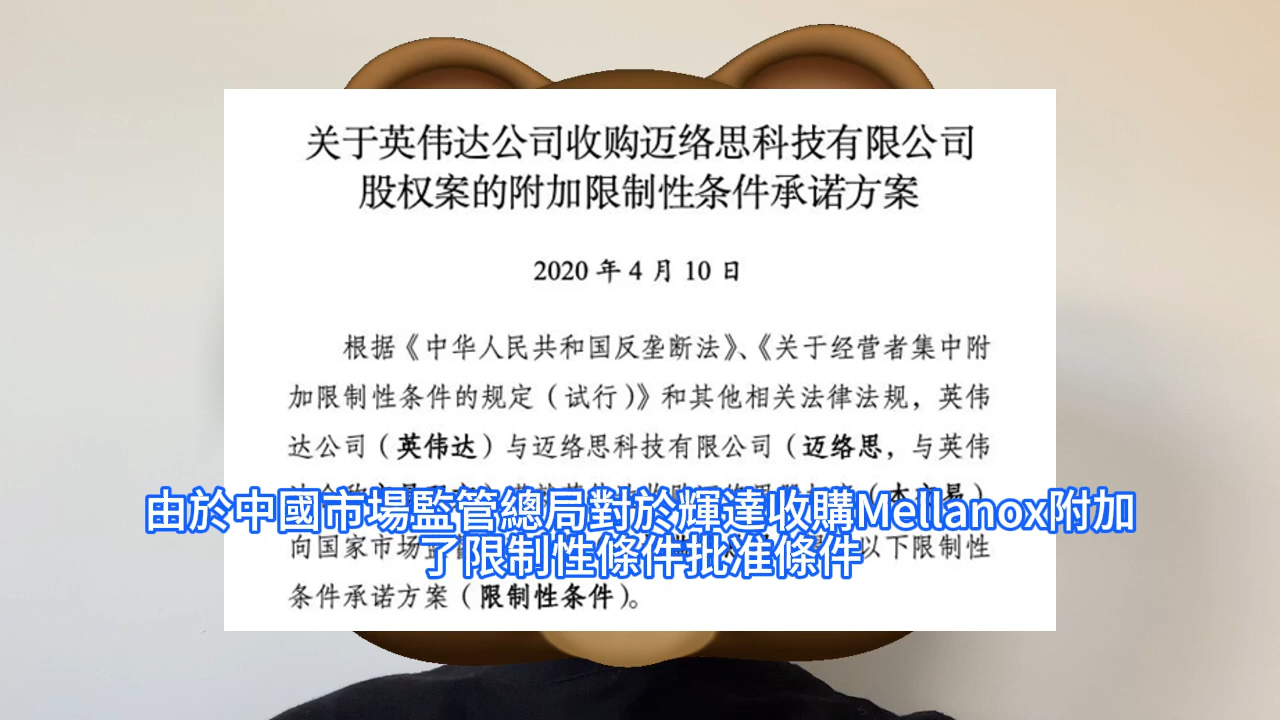 关于英伟达公司收购迈络思科技有限公司
股权案的附加限制性条件承诺方案
2020 年 4 月 10 日
根据《中华人民共和国反垄断法》、《关于经营者集中附
加限制性条件的规定（试行）》和其他相关法律法规，英伟
达公司（英伟达）与迈络思科技有限公司（迈络思，与英伟
（本交易）
由於中國市場監管總局對於輝達收購Mellanox附加
向国家市场 以下限制性
了限制性條件批准條件
条件承诺方案（限制性条件）。